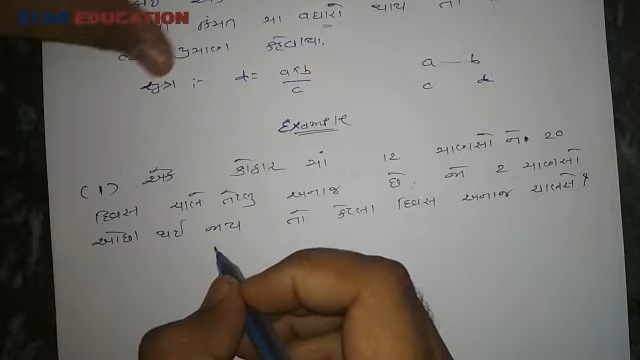 STAR EDUCATION
કિંમત માં વધારો થાય તો
પ્રમાણ કહેવાય.
સૂત્ર :- d = a×b / c
a — b
c d
Example
(1) એક કોઠાર માં 12 માણસો ને 20
દિવસ ચાલે તેટલુ અનાજ છે. જો 2 માણસો
ઓછા થઈ જાય તો કેટલા દિવસ અનાજ ચાલશે?